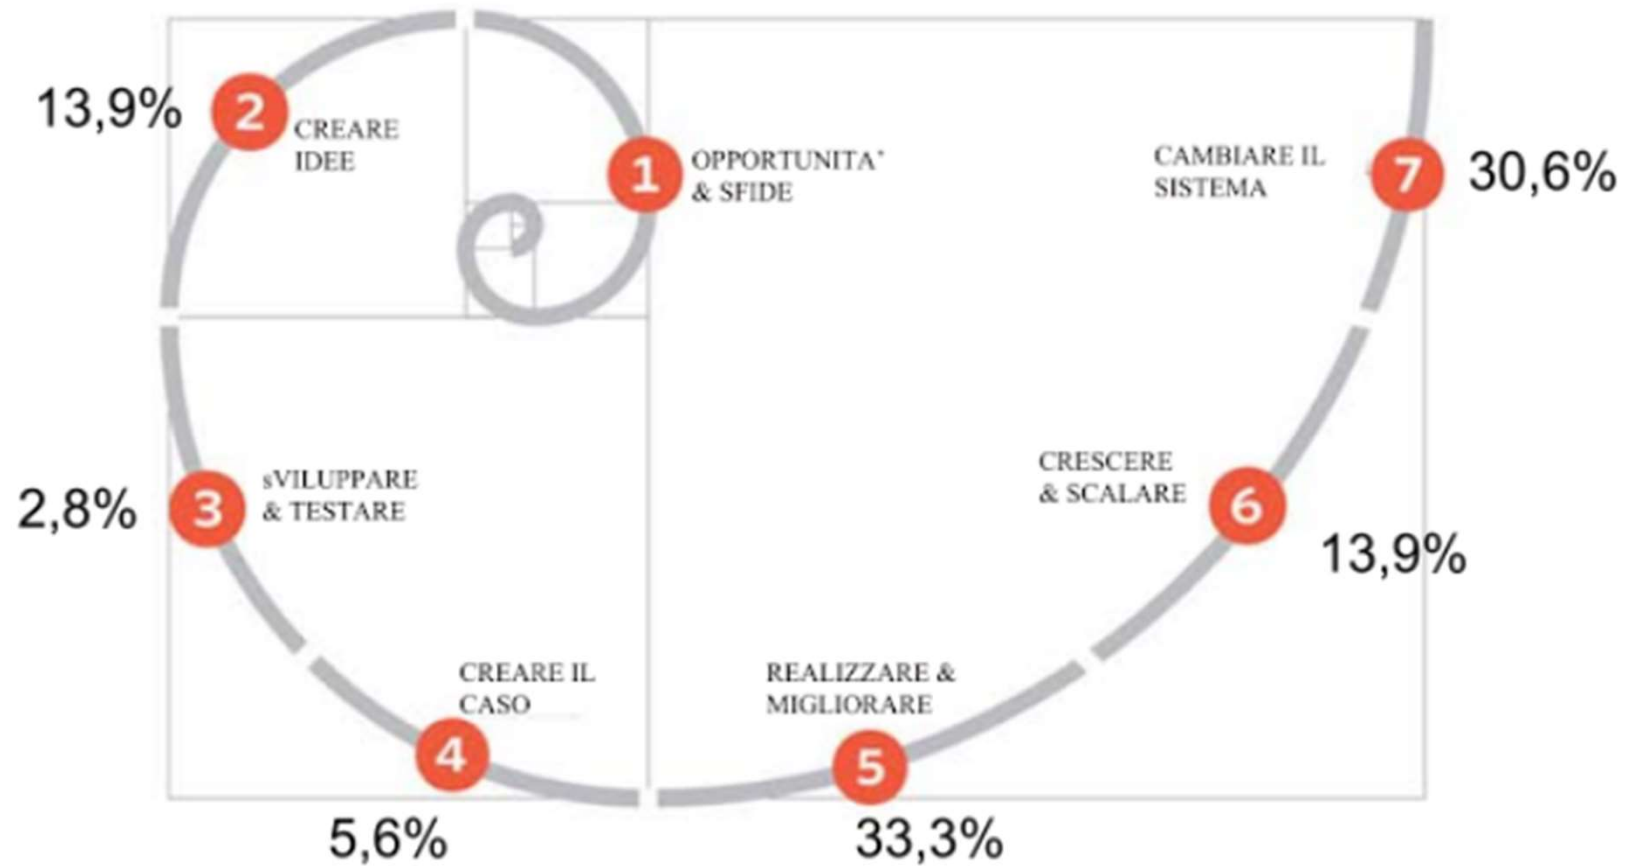 1
OPPORTUNITA'
& SFIDE
13,9%
2
CREARE
IDEE
2,8%
3
sVILUPPARE
& TESTARE
CREARE IL
CASO
4
5,6%
REALIZZARE &
MIGLIORARE
5
33,3%
CRESCERE
& SCALARE
6
13,9%
CAMBIARE IL
SISTEMA
7
30,6%